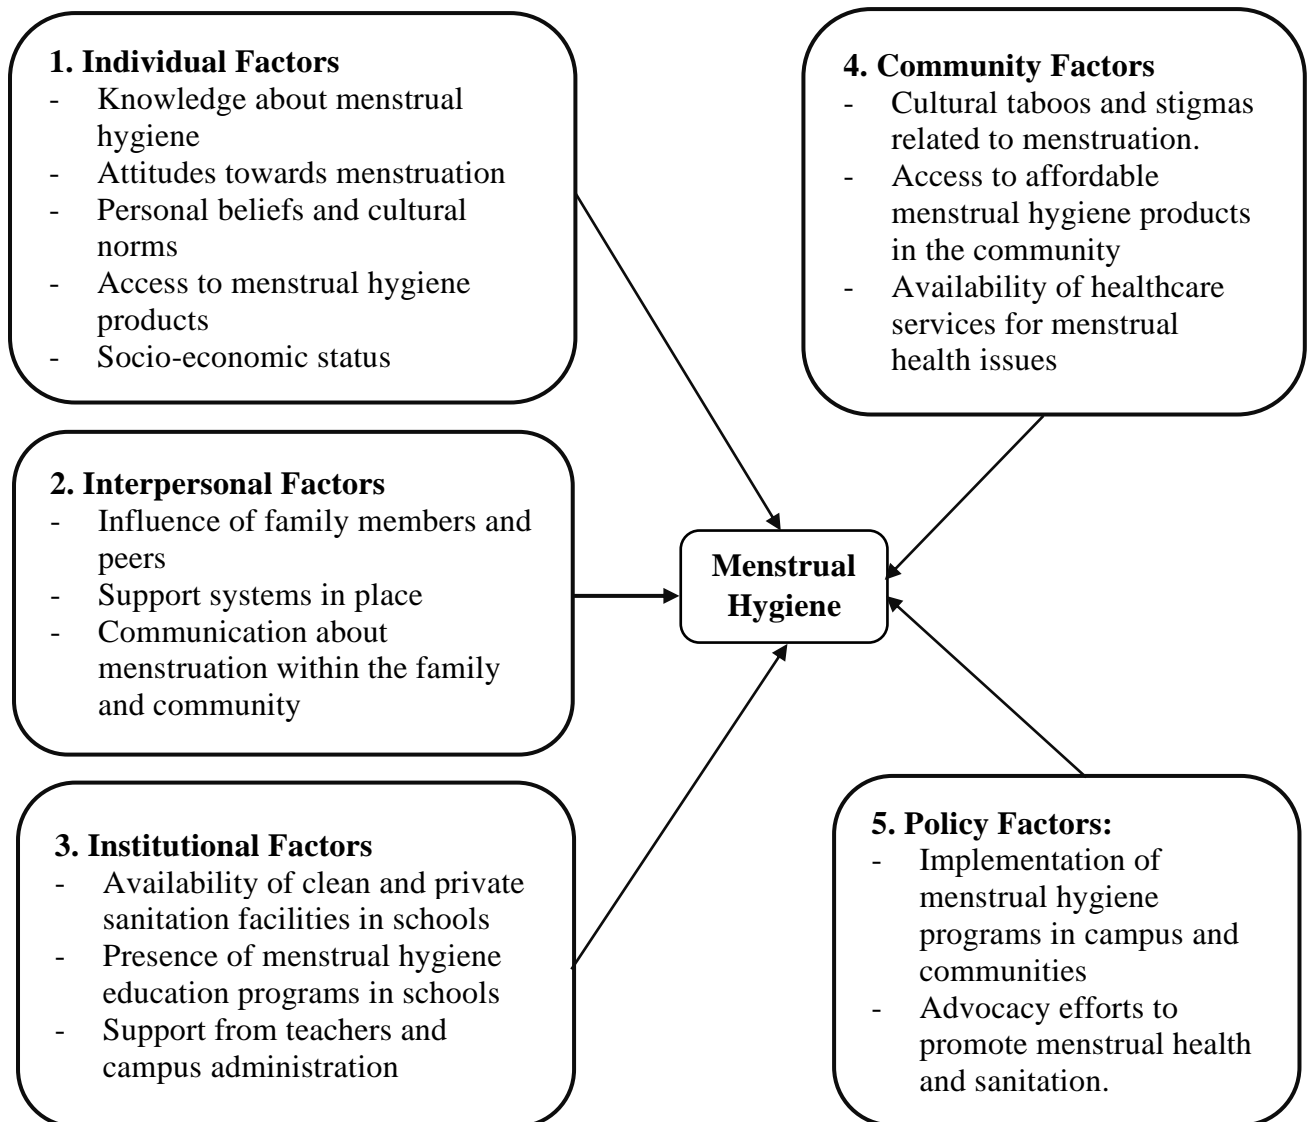 1. Individual Factors
- Knowledge about menstrual
hygiene
- Attitudes towards menstruation
- Personal beliefs and cultural
norms
- Access to menstrual hygiene
products
- Socio-economic status
2. Interpersonal Factors
- Influence of family members and
peers
- Support systems in place
- Communication about
menstruation within the family
and community
3. Institutional Factors
- Availability of clean and private
sanitation facilities in schools
- Presence of menstrual hygiene
education programs in schools
- Support from teachers and
campus administration
Menstrual
Hygiene
4. Community Factors
- Cultural taboos and stigmas
related to menstruation.
- Access to affordable
menstrual hygiene products
in the community
- Availability of healthcare
services for menstrual
health issues
5. Policy Factors:
- Implementation of
menstrual hygiene
programs in campus and
communities
- Advocacy efforts to
promote menstrual health
and sanitation.